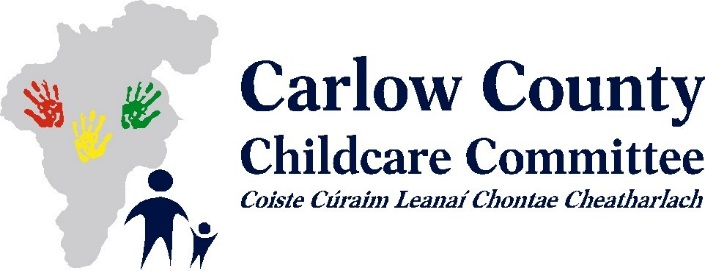 Carlow County
Childcare Committee
Coiste Cúraim Leanaí Chontae Cheatharlach